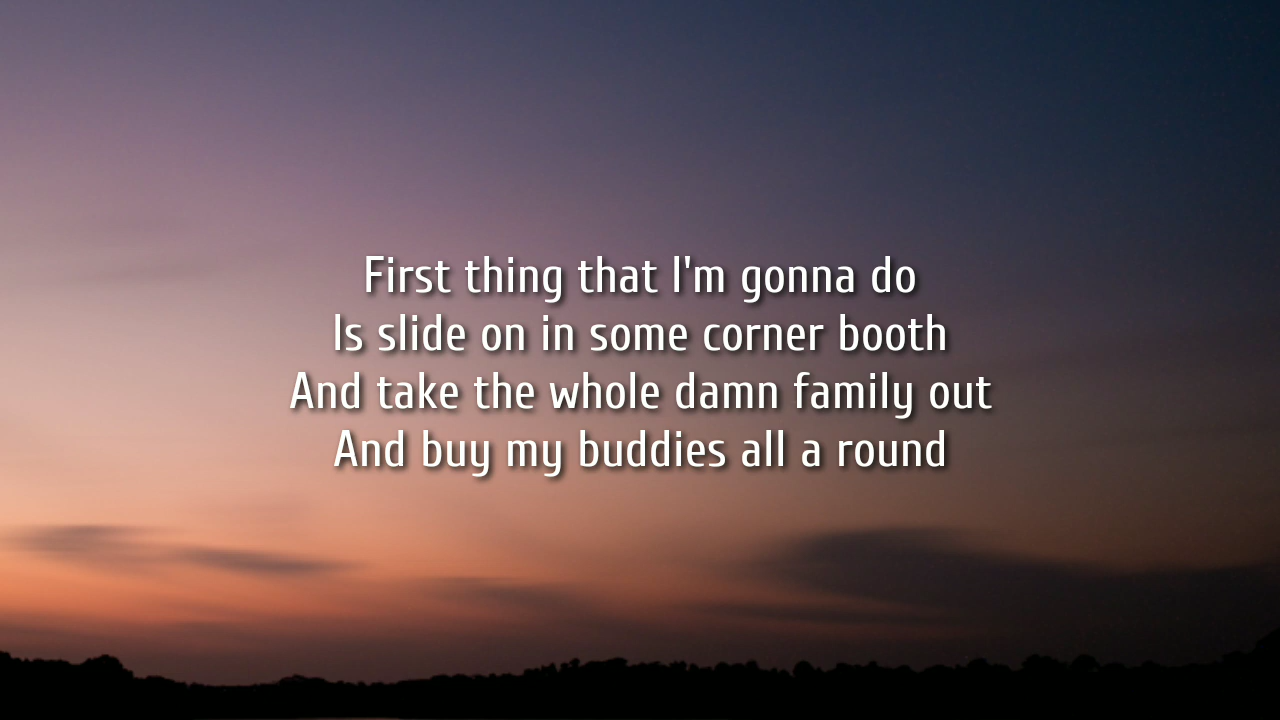 First thing that I'm gonna do
Is slide on in some corner booth
And take the whole damn family out
And buy my buddies all a round